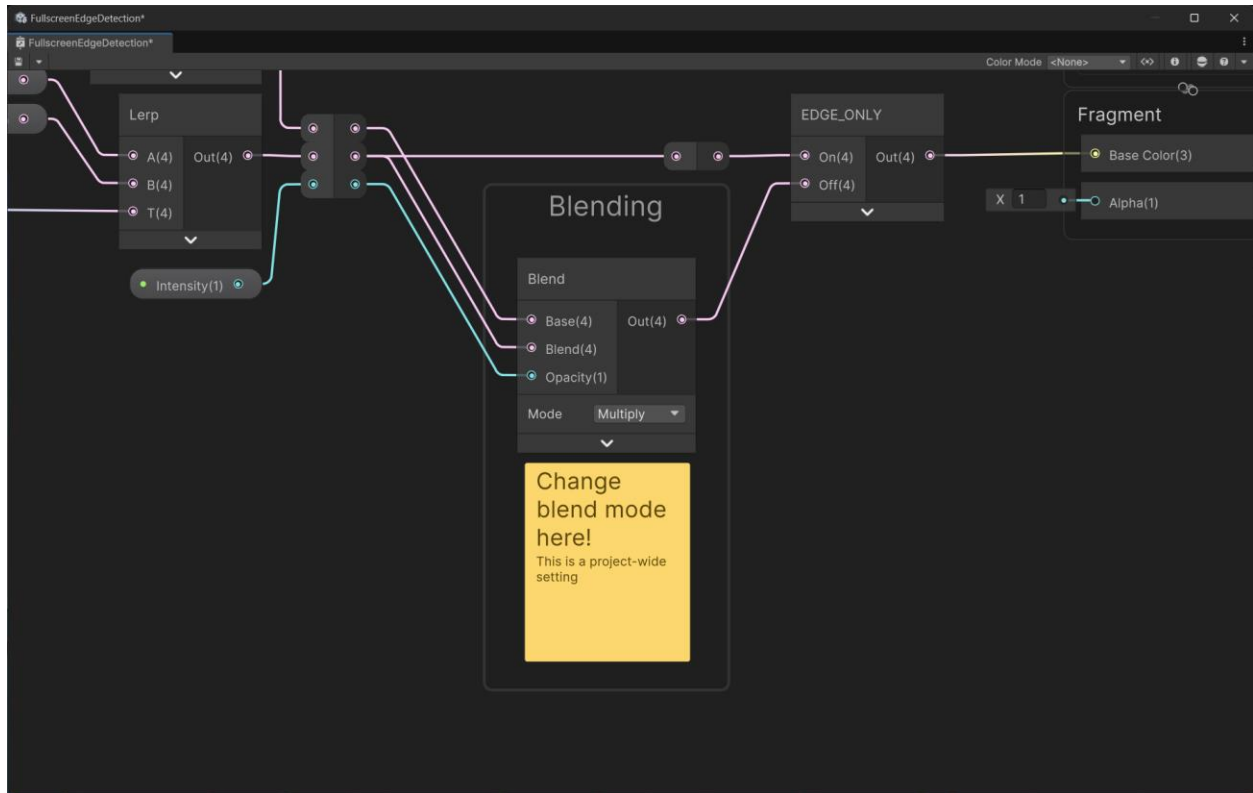 FullscreenEdgeDetection*
FullscreenEdgeDetection*
Color Mode <None>
Lerp
A(4) Out(4)
B(4)
T(4)
Intensity(1)
Blending
Blend
Base(4) Out(4)
Blend(4)
Opacity(1)
Mode Multiply
Change
blend mode
here!
This is a project-wide
setting
EDGE_ONLY
On(4) Out(4)
Off(4)
Fragment
Base Color(3)
X 1
Alpha(1)